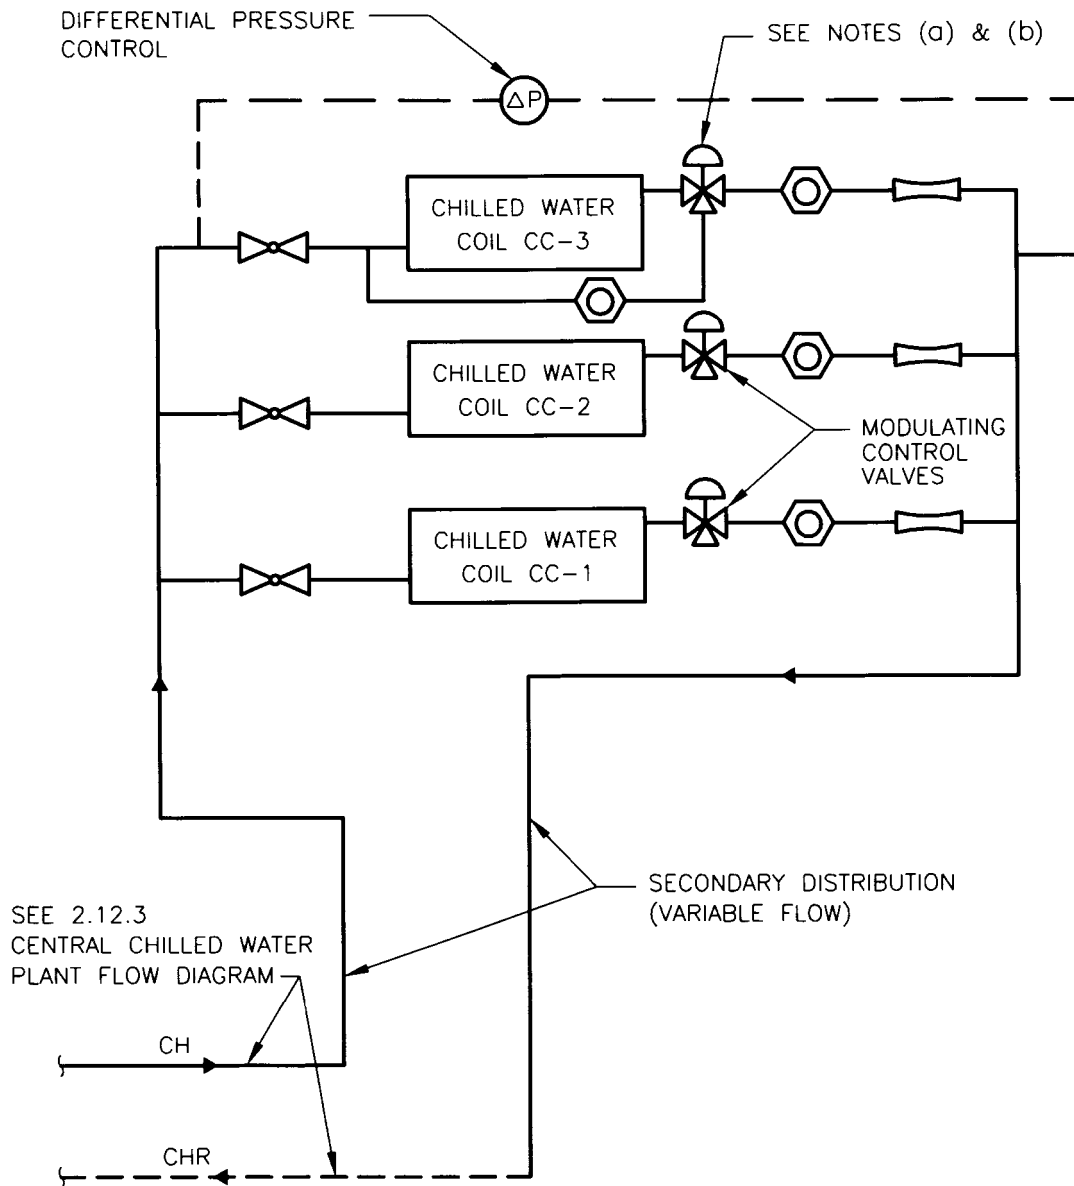 DIFFERENTIAL PRESSURE
CONTROL
SEE NOTES (a) & (b)
ΔP
CHILLED WATER
COIL CC-3
CHILLED WATER
COIL CC-2
MODULATING
CONTROL
VALVES
CHILLED WATER
COIL CC-1
SECONDARY DISTRIBUTION
(VARIABLE FLOW)
SEE 2.12.3
CENTRAL CHILLED WATER
PLANT FLOW DIAGRAM
CH
CHR